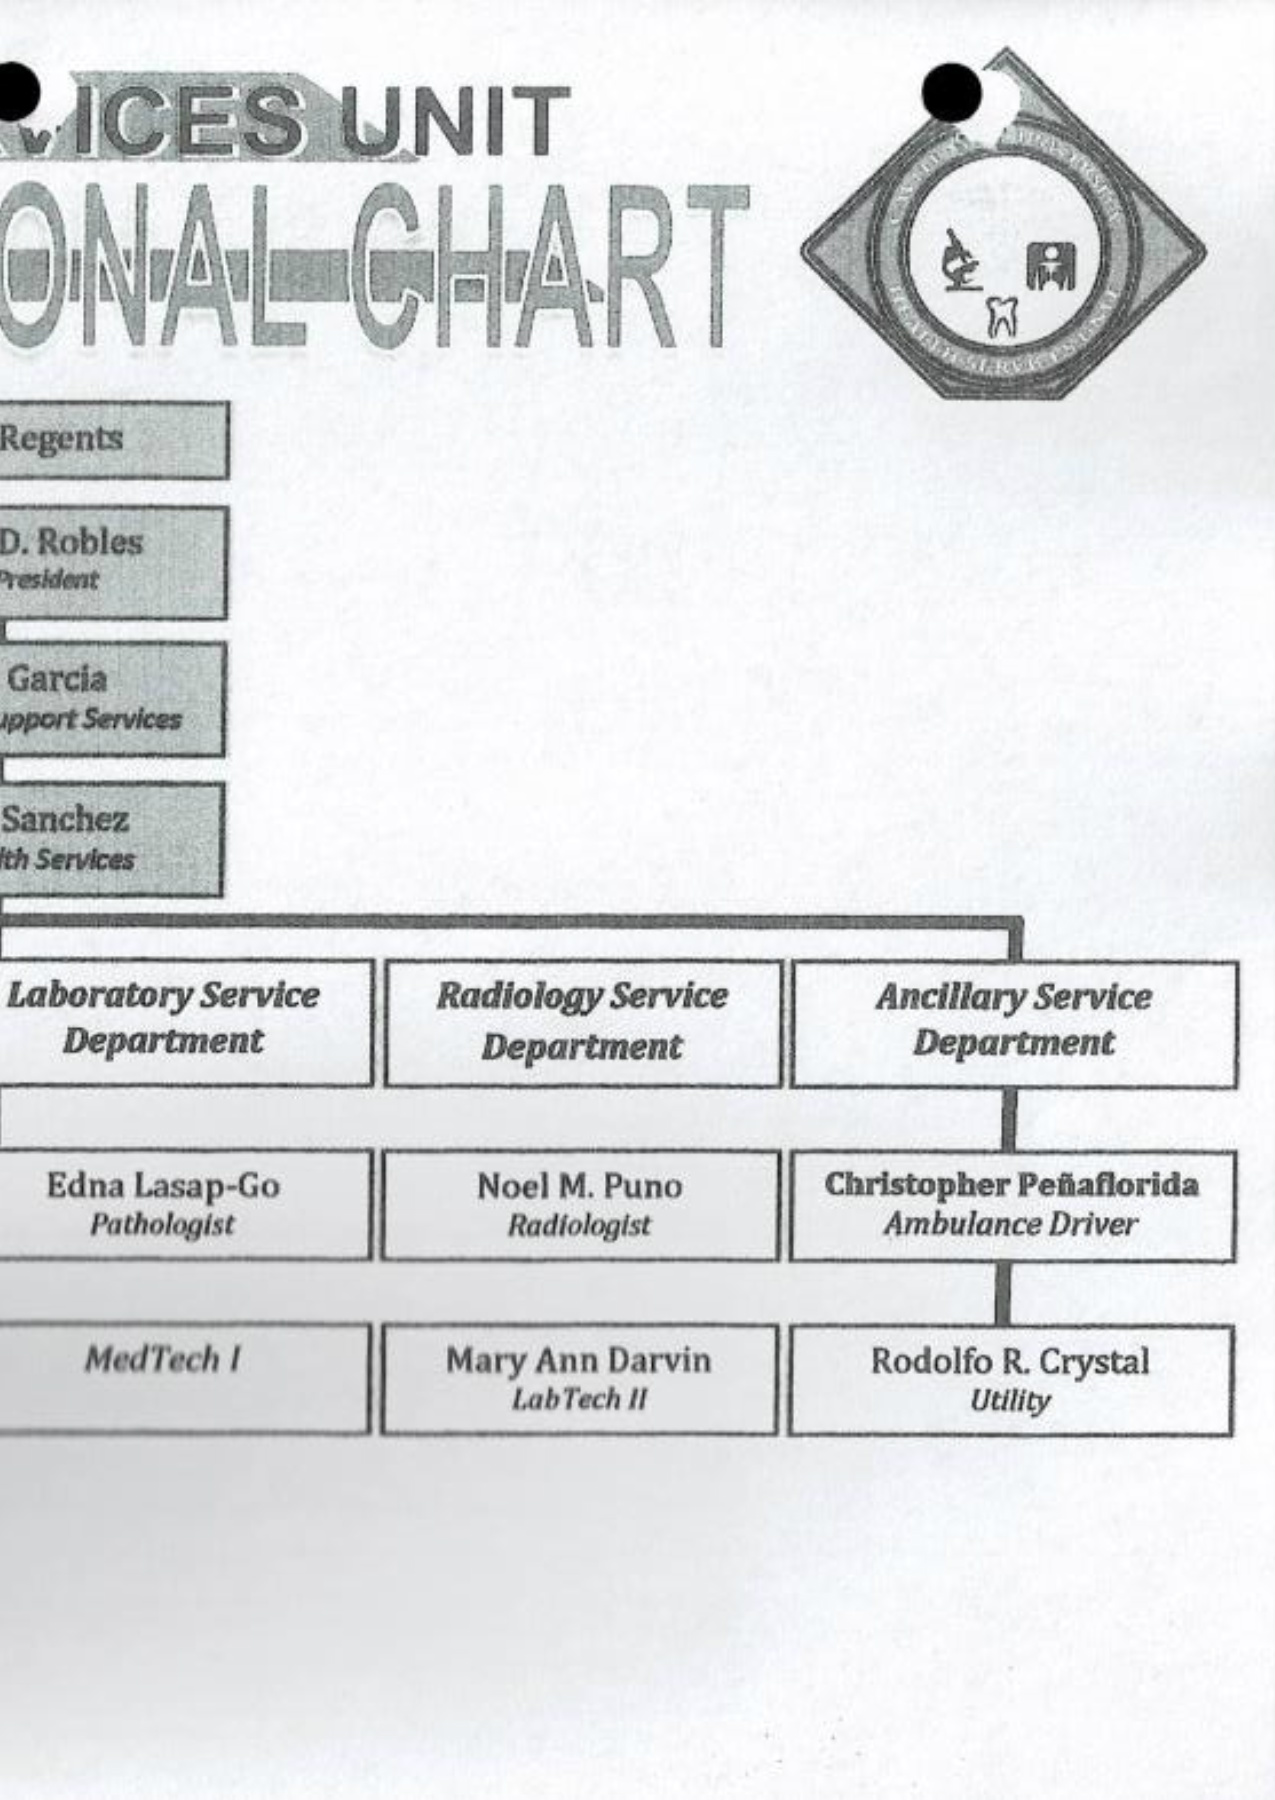 ICES UNIT
ONAL CHART
HEALTH SERVICES UNIT
Regents
D. Robles
President
Garcia
upport Services
Sanchez
lth Services
Laboratory Service
Department
Radiology Service
Department
Ancillary Service
Department
Edna Lasap-Go
Pathologist
Noel M. Puno
Radiologist
Christopher Peñaflorida
Ambulance Driver
MedTech I
Mary Ann Darvin
LabTech II
Rodolfo R. Crystal
Utility